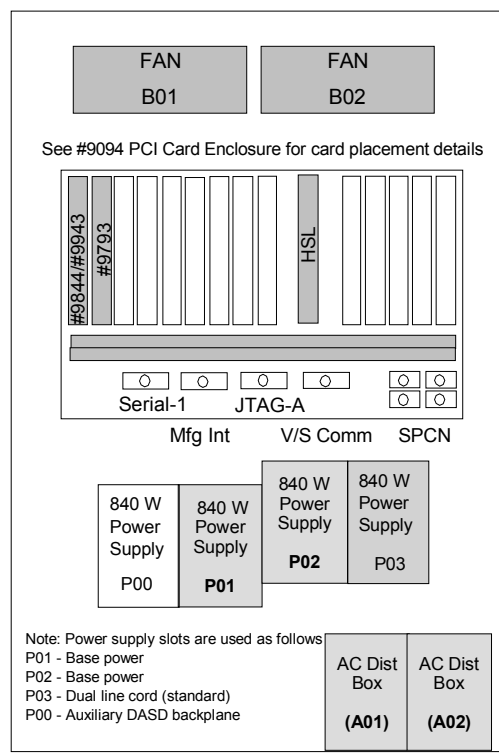 FAN
B01
FAN
B02
See #9094 PCI Card Enclosure for card placement details
#9844/#9943
#9793
HSL
Serial-1
JTAG-A
Mfg Int
V/S Comm
SPCN
840 W
Power
Supply
P00
840 W
Power
Supply
P01
840 W
Power
Supply
P02
840 W
Power
Supply
P03
Note: Power supply slots are used as follows
P01 - Base power
P02 - Base power
P03 - Dual line cord (standard)
P00 - Auxiliary DASD backplane
AC Dist
Box
(A01)
AC Dist
Box
(A02)